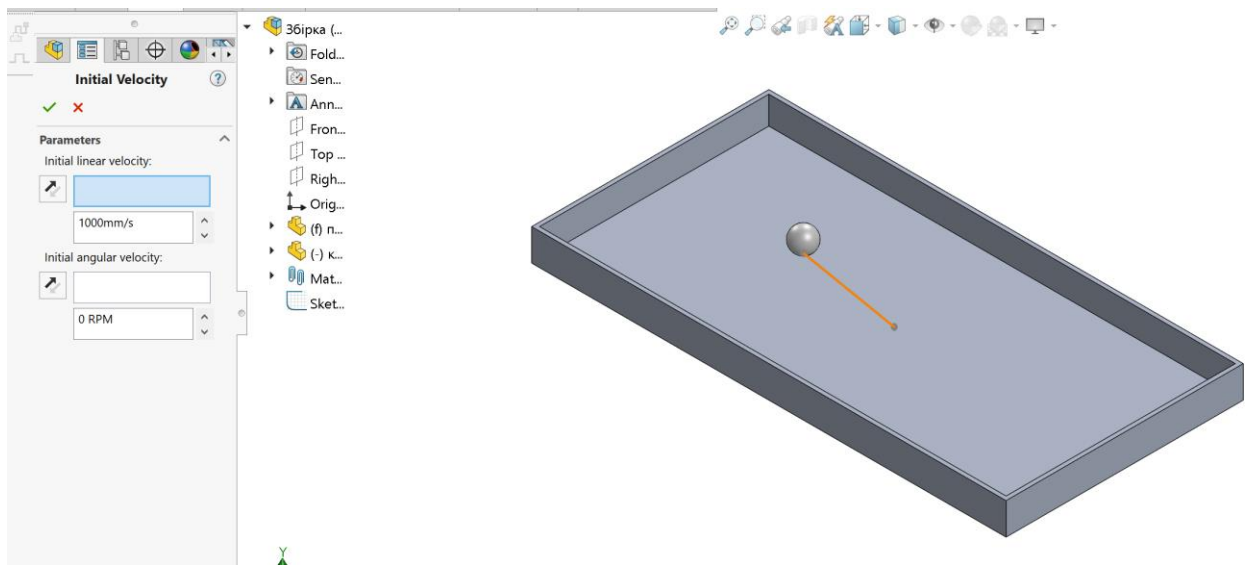 Initial Velocity
?
Parameters
Initial linear velocity:
1000mm/s
Initial angular velocity:
0 RPM
Збірка (...
Fold...
Sen...
A Ann...
Fron...
Top ...
Righ...
Orig...
(f) п...
(-) к...
Mat...
Sket...
Y